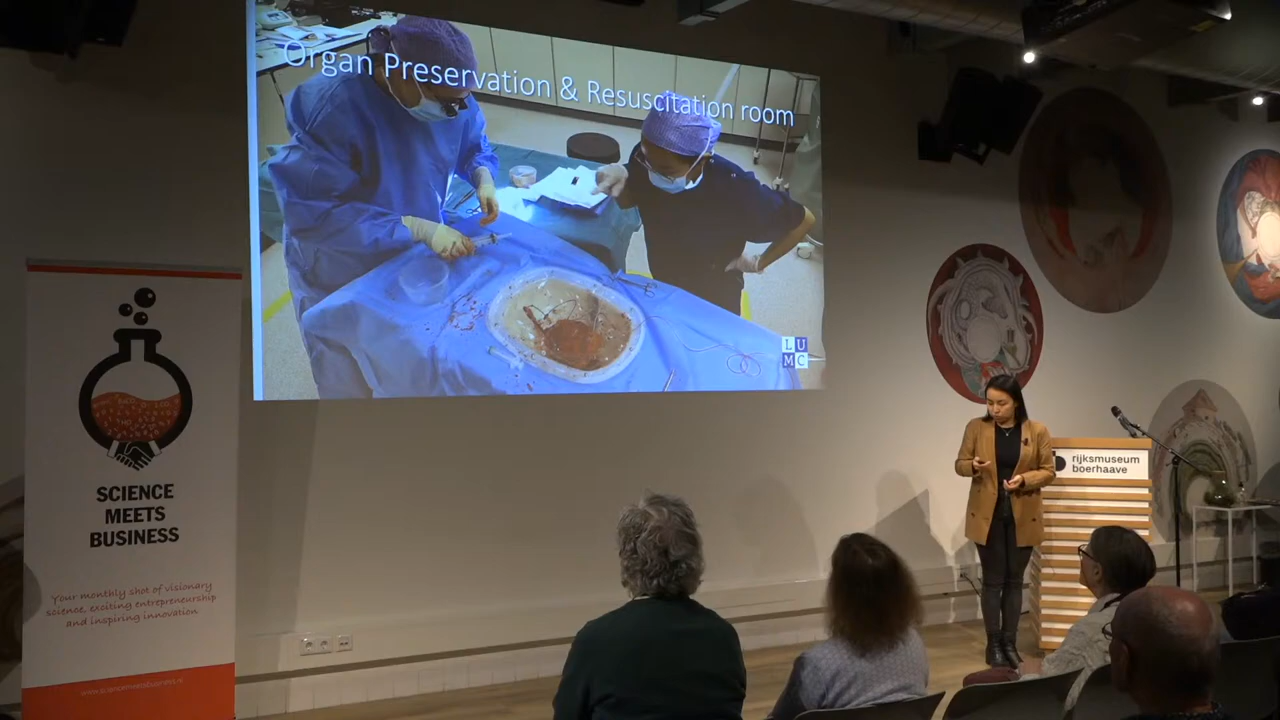 Organ Preservation & Resuscitation room
L U
M C
SCIENCE
MEETS
BUSINESS
Your monthly shot of visionary
science, exciting entrepreneurship
and inspiring innovation
rijksmuseum
boerhaave